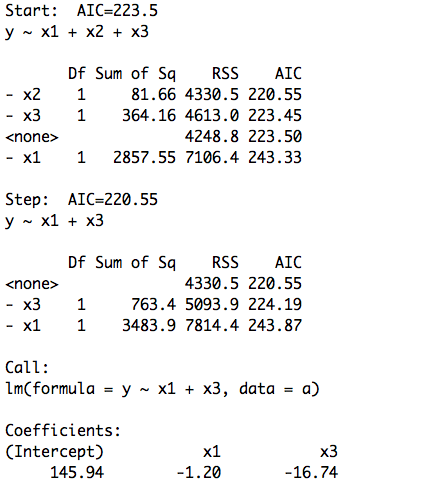 Start:  AIC=223.5
y ~ x1 + x2 + x3

       Df Sum of Sq    RSS    AIC
- x2    1     81.66 4330.5 220.55
- x3    1    364.16 4613.0 223.45
<none>              4248.8 223.50
- x1    1   2857.55 7106.4 243.33

Step:  AIC=220.55
y ~ x1 + x3

       Df Sum of Sq    RSS    AIC
<none>              4330.5 220.55
- x3    1     763.4 5093.9 224.19
- x1    1    3483.9 7814.4 243.87

Call:
lm(formula = y ~ x1 + x3, data = a)

Coefficients:
(Intercept)           x1           x3
     145.94        -1.20       -16.74